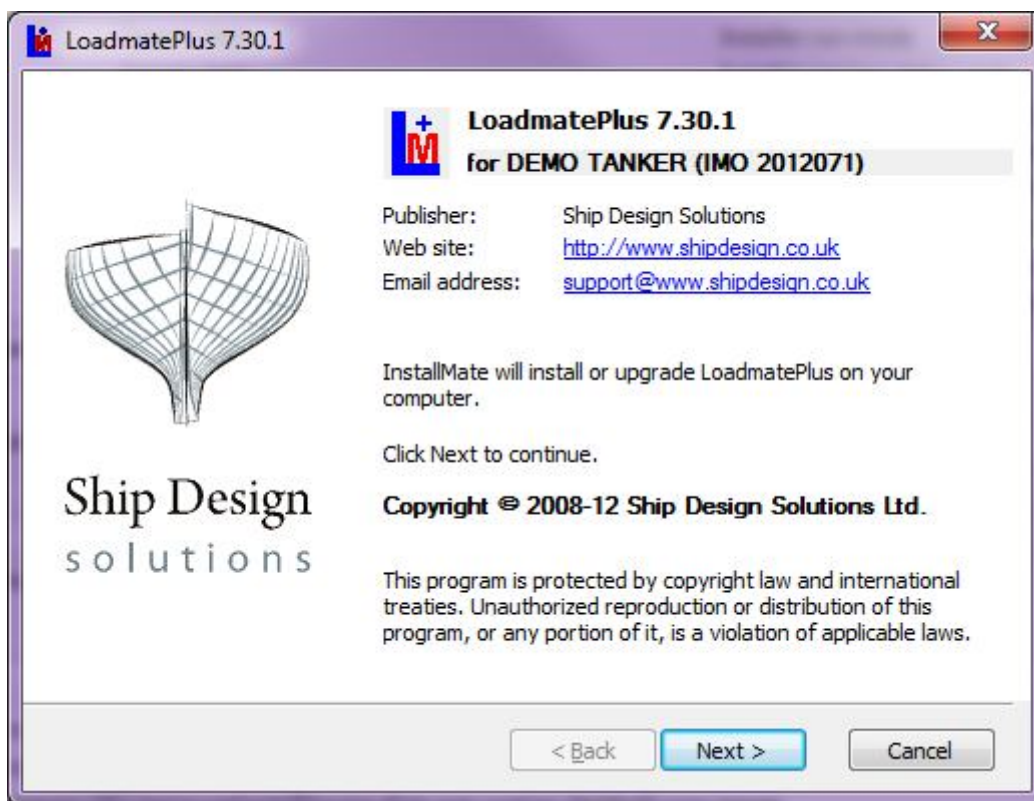 LoadmatePlus 7.30.1
X
LM+
LoadmatePlus 7.30.1
for DEMO TANKER (IMO 2012071)
Publisher: Ship Design Solutions
Web site: http://www.shipdesign.co.uk
Email address: support@www.shipdesign.co.uk
InstallMate will install or upgrade LoadmatePlus on your
computer.
Click Next to continue.
Ship Design
solutions
Copyright © 2008-12 Ship Design Solutions Ltd.
This program is protected by copyright law and international
treaties. Unauthorized reproduction or distribution of this
program, or any portion of it, is a violation of applicable laws.
< Back Next > Cancel